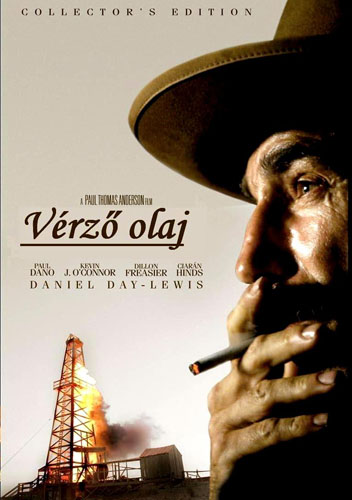 COLLECTOR'S EDITION
A PAUL THOMAS ANDERSON FILM
Vérző olaj
PAUL DANO KEVIN J. O'CONNOR DILLON FREASIER CIARÁN HINDS
DANIEL DAY-LEWIS